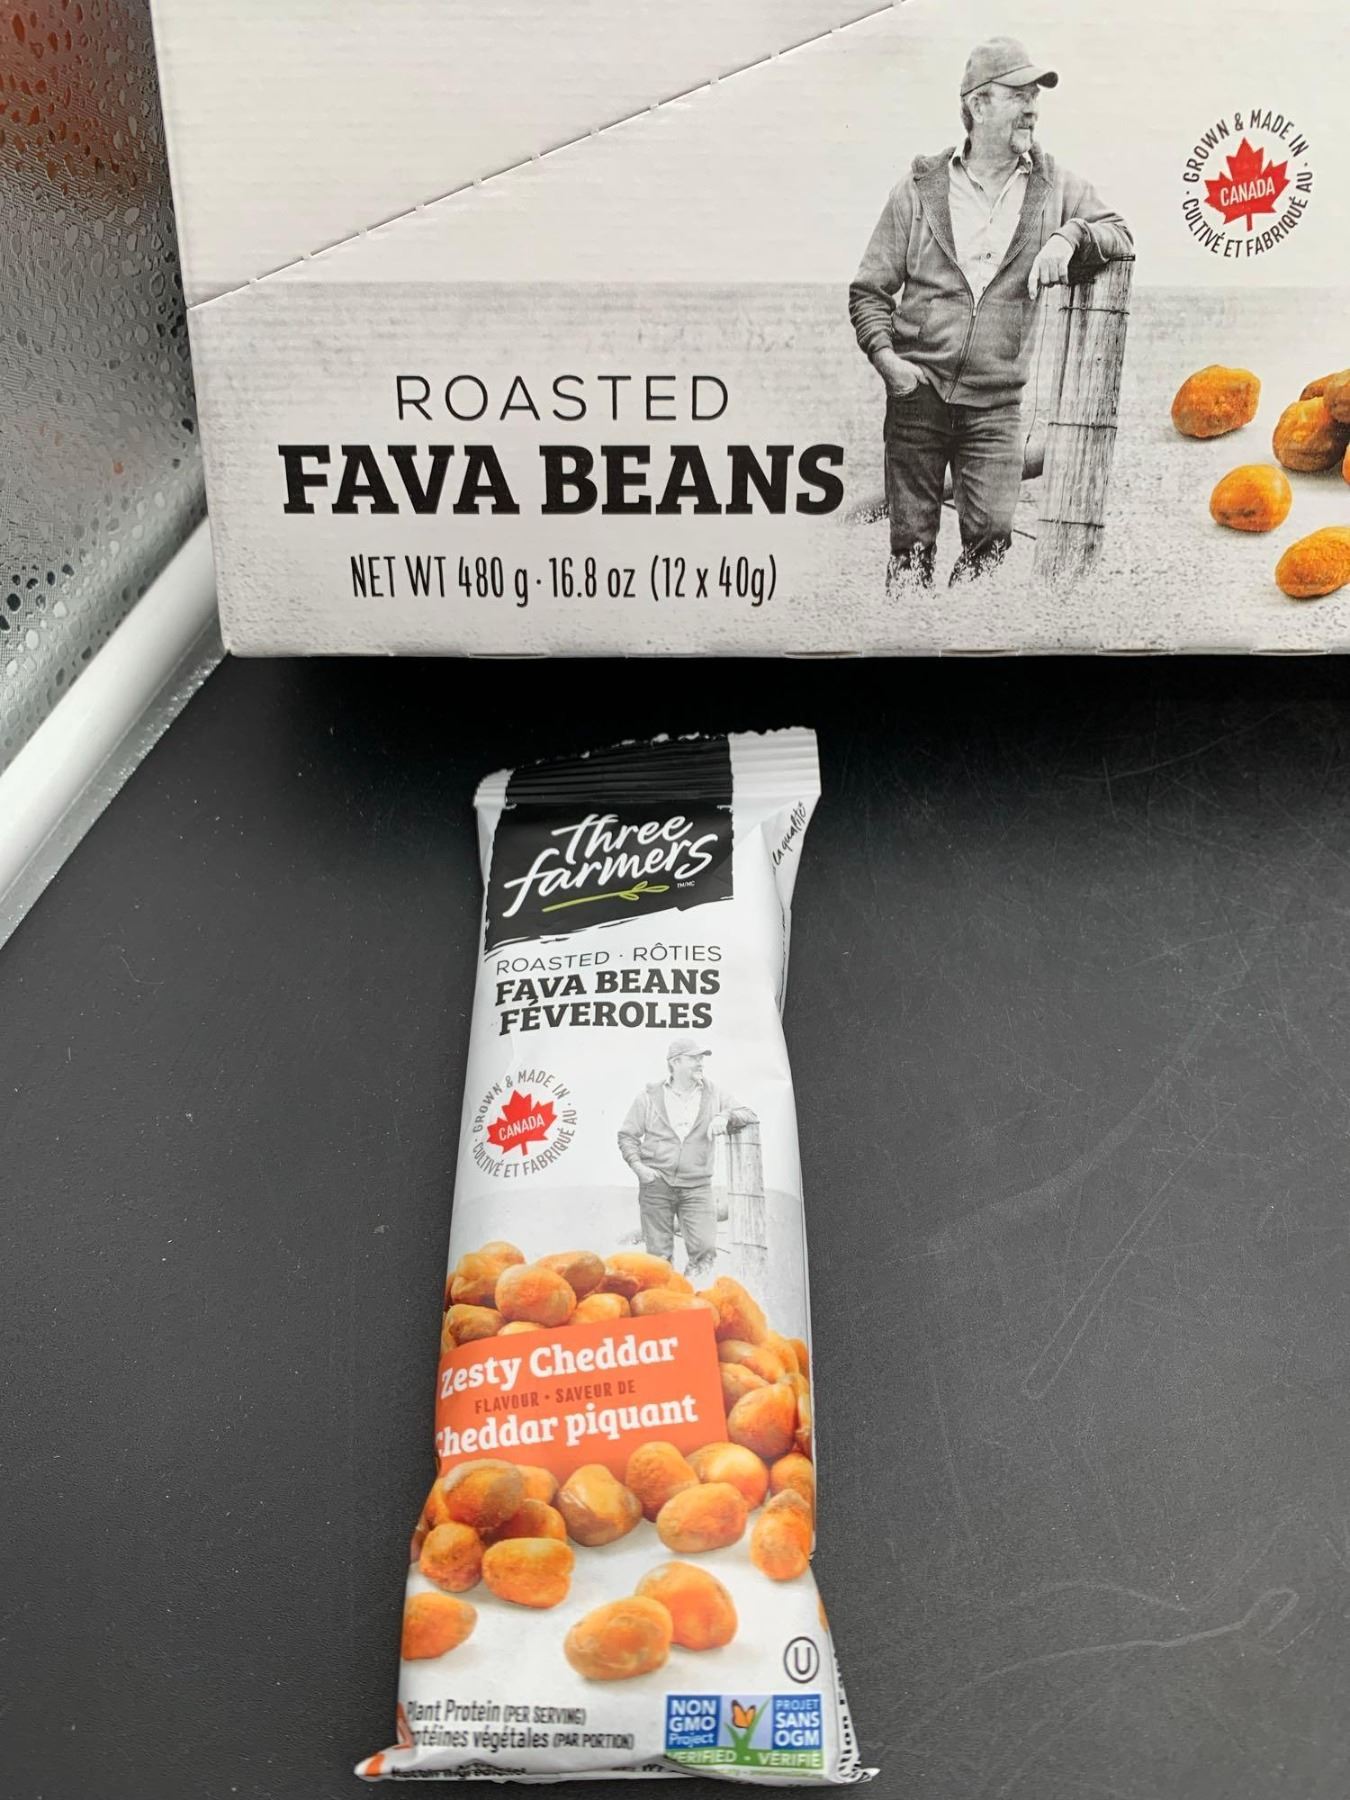 ROASTED
FAVA BEANS
NET WT 480 g · 16.8 oz (12 x 40g)
GROWN & MADE IN
CANADA
CULTIVÉ ET FABRIQUÉ AU
three
farmers
TM/MC
la qualité
ROASTED · RÔTIES
FAVA BEANS
FÉVEROLES
GROWN & MADE IN
CANADA
CULTIVÉ ET FABRIQUÉ AU
Zesty Cheddar
FLAVOUR · SAVEUR DE
cheddar piquant
U
Plant Protein (PER SERVING)
protéines végétales (PAR PORTION)
NON
GMO
Project
PROJET
SANS
OGM
VERIFIED · VÉRIFIÉ